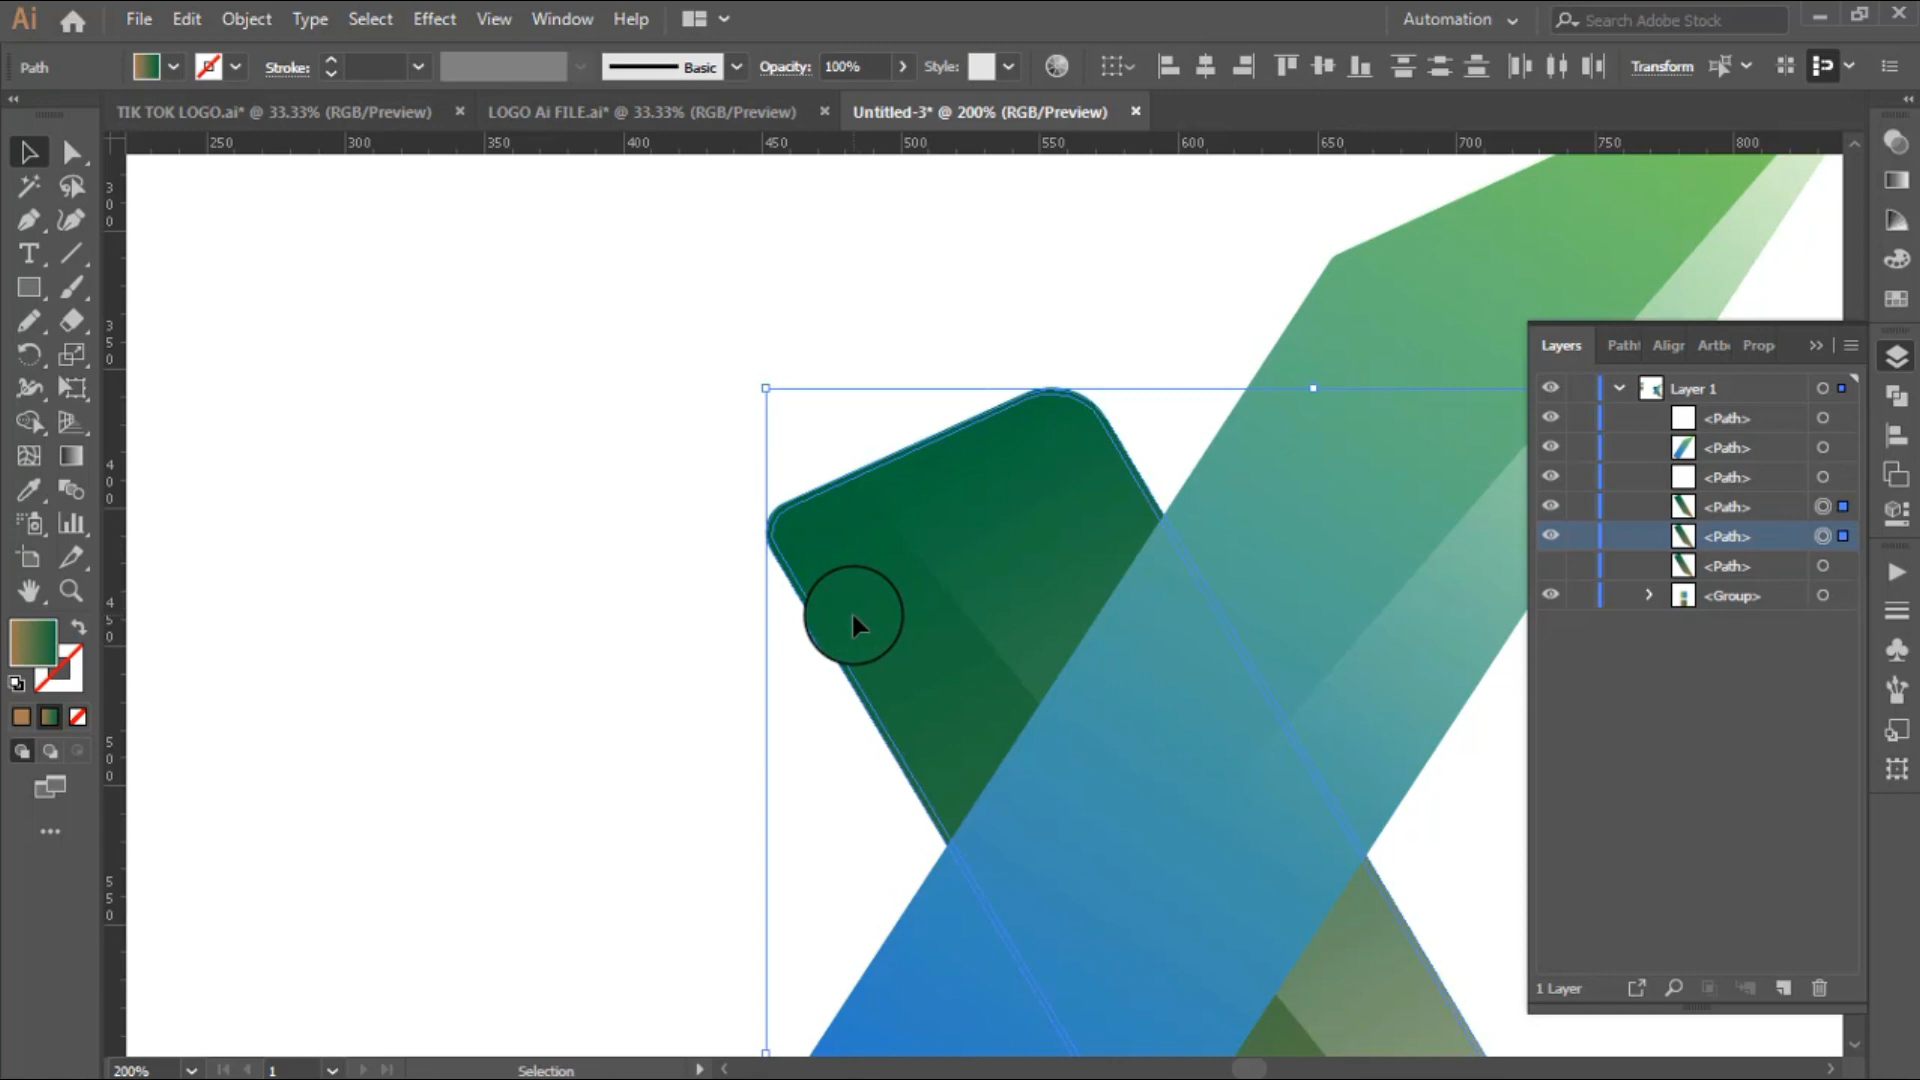 Ai File Edit Object Type Select Effect View Window Help Automation Search Adobe Stock
Path Stroke: Basic Opacity: 100% Style: Transform
TIK TOK LOGO.ai* @ 33.33% (RGB/Preview) LOGO Ai FILE.ai* @ 33.33% (RGB/Preview) Untitled-3* @ 200% (RGB/Preview)
250 300 350 400 450 500 550 600 650 700 750 800
300
350
400
450
500
550
Layers Patht Aligr Artb Prop
Layer 1
<Path>
<Path>
<Path>
<Path>
<Path>
<Path>
<Group>
1 Layer
200% 1 Selection